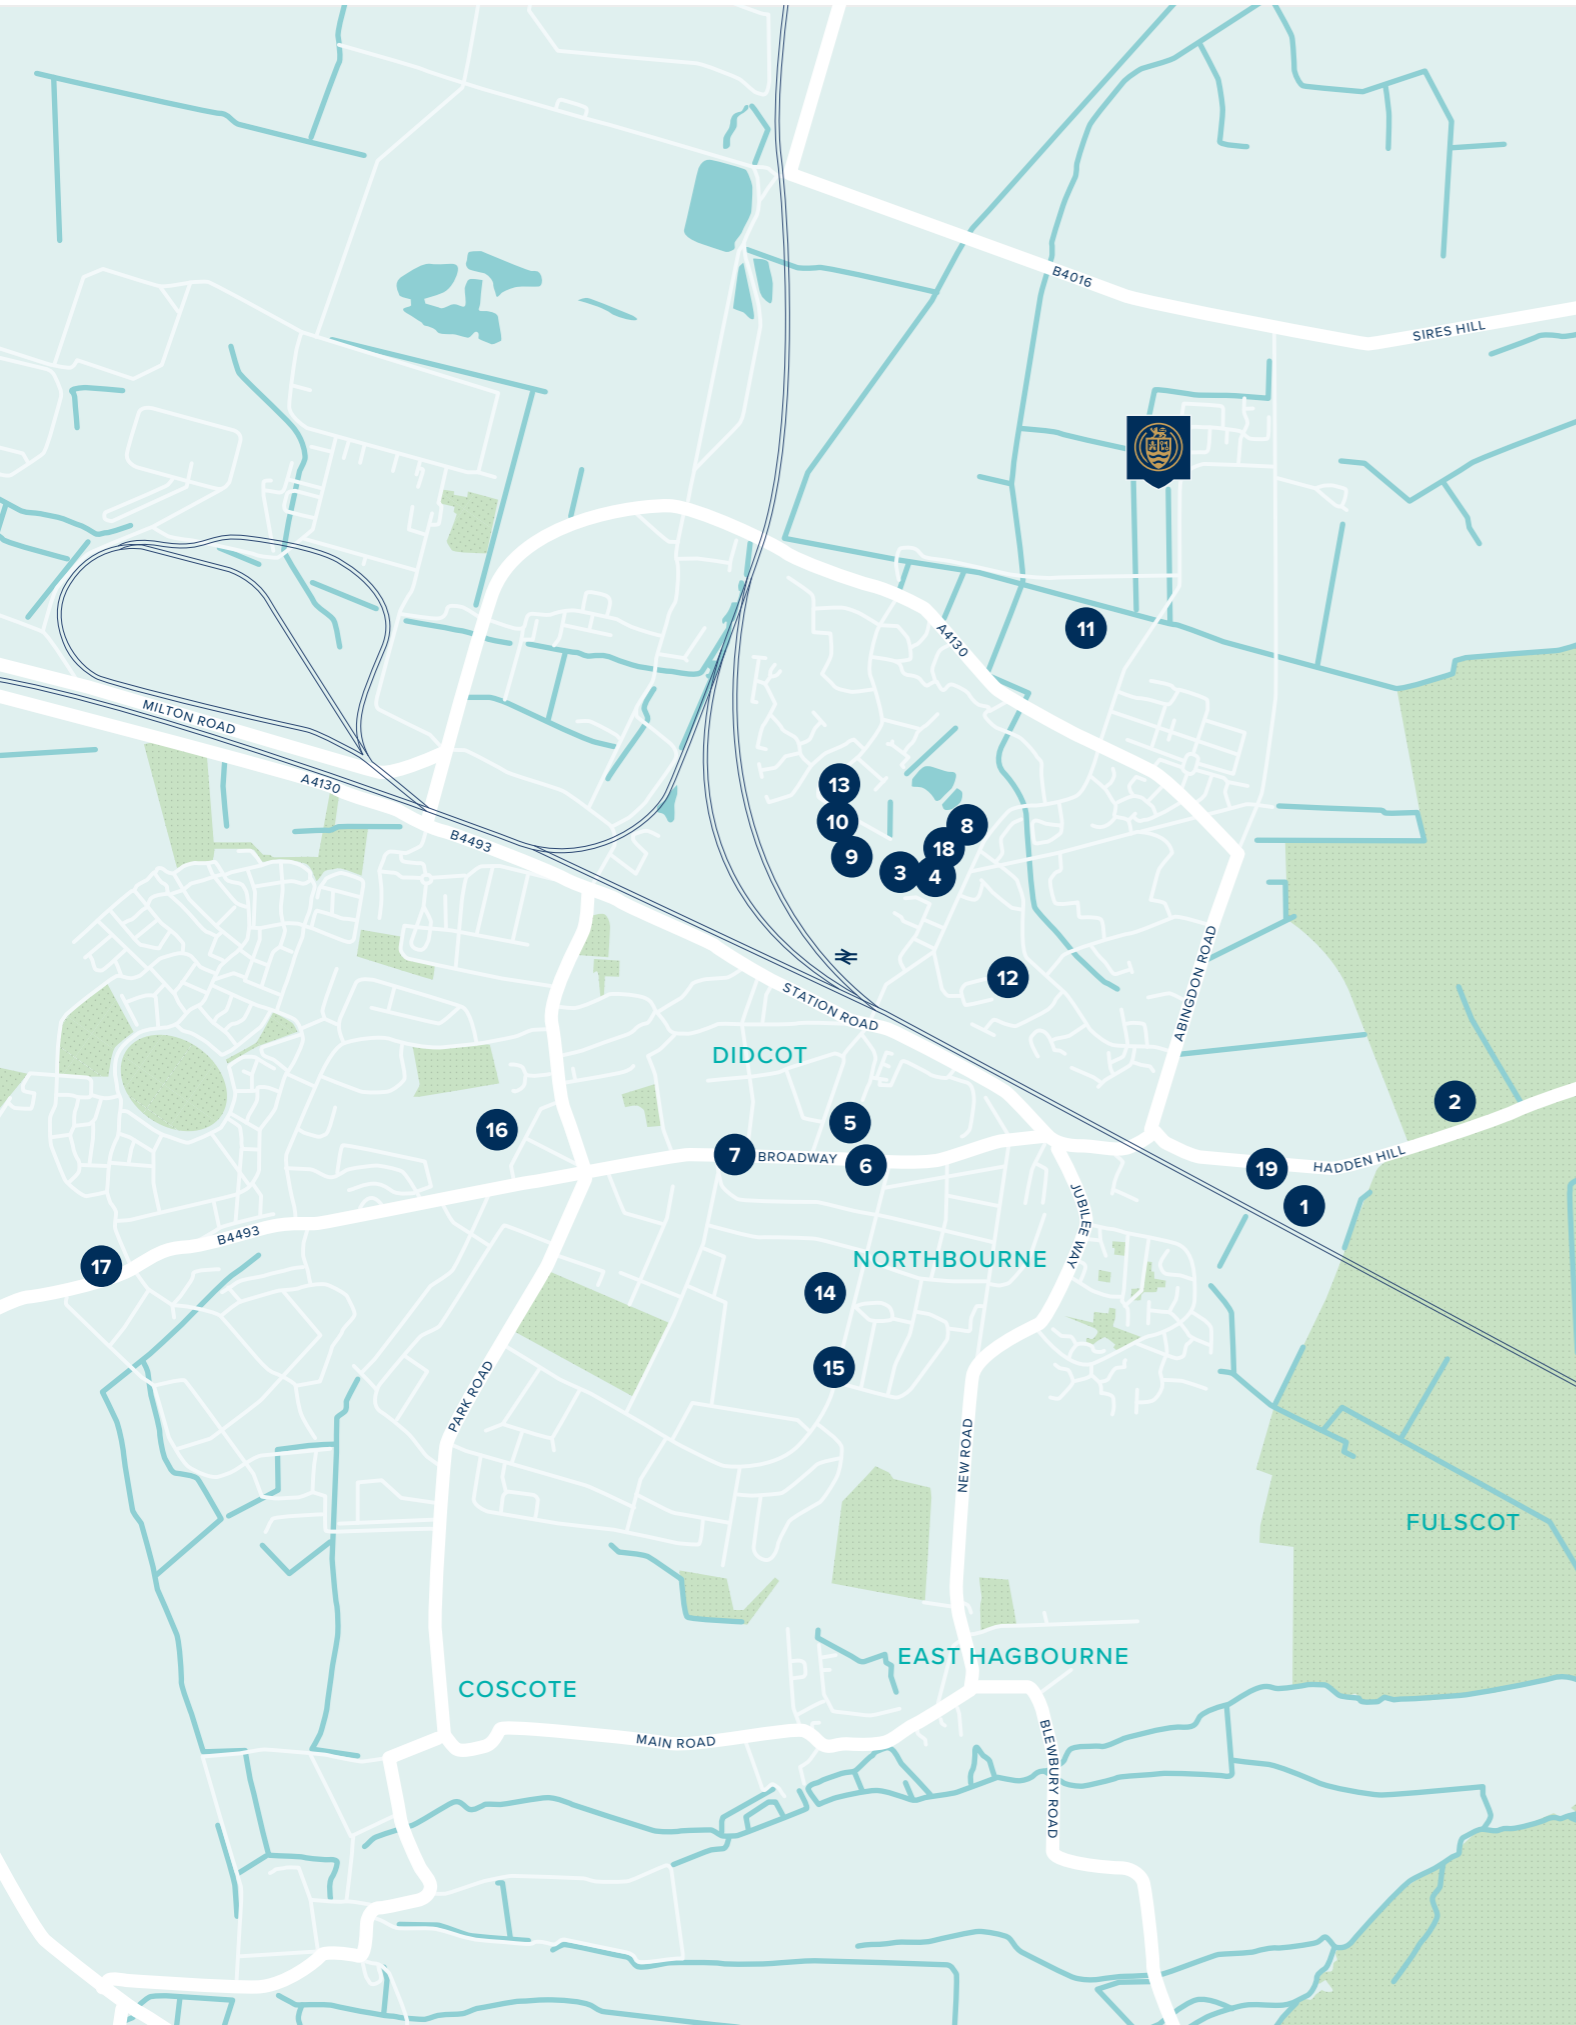 B4016
SIRES HILL
11
A4130
MILTON ROAD
A4130
B4493
13
10
8
18
9
3
4
12
STATION ROAD
ABINGDON ROAD
DIDCOT
2
5
16
7
BROADWAY
6
HADDEN HILL
19
1
JUBILEE WAY
B4493
17
NORTHBOURNE
14
15
PARK ROAD
NEW ROAD
FULSCOT
EAST HAGBOURNE
COSCOTE
MAIN ROAD
BLEWBURY ROAD